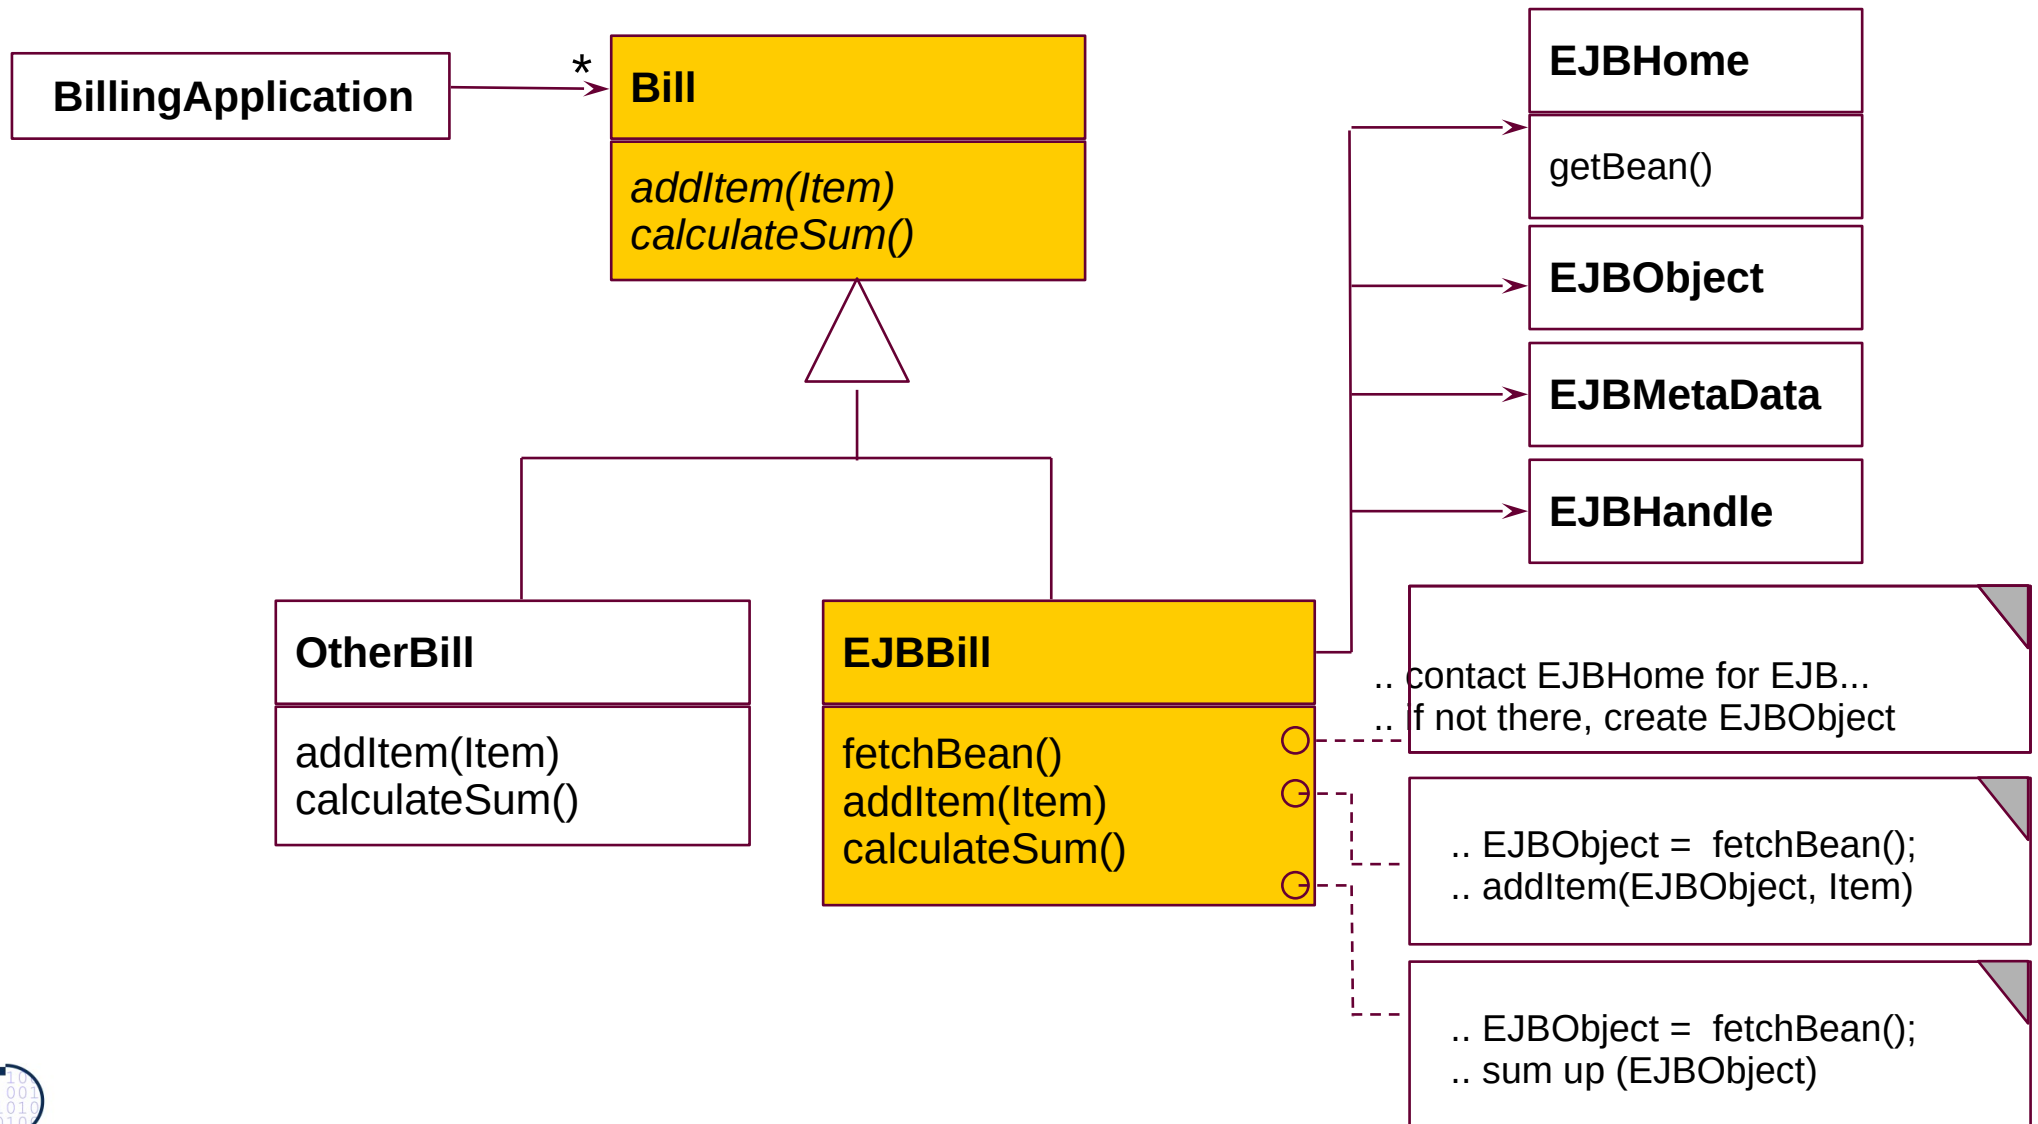 BillingApplication
*
Bill
addItem(Item)
calculateSum()
EJBHome
getBean()
EJBObject
EJBMetaData
EJBHandle
OtherBill
addItem(Item)
calculateSum()
EJBBill
fetchBean()
addItem(Item)
calculateSum()
.. contact EJBHome for EJB...
.. if not there, create EJBObject
.. EJBObject = fetchBean();
.. addItem(EJBObject, Item)
.. EJBObject = fetchBean();
.. sum up (EJBObject)